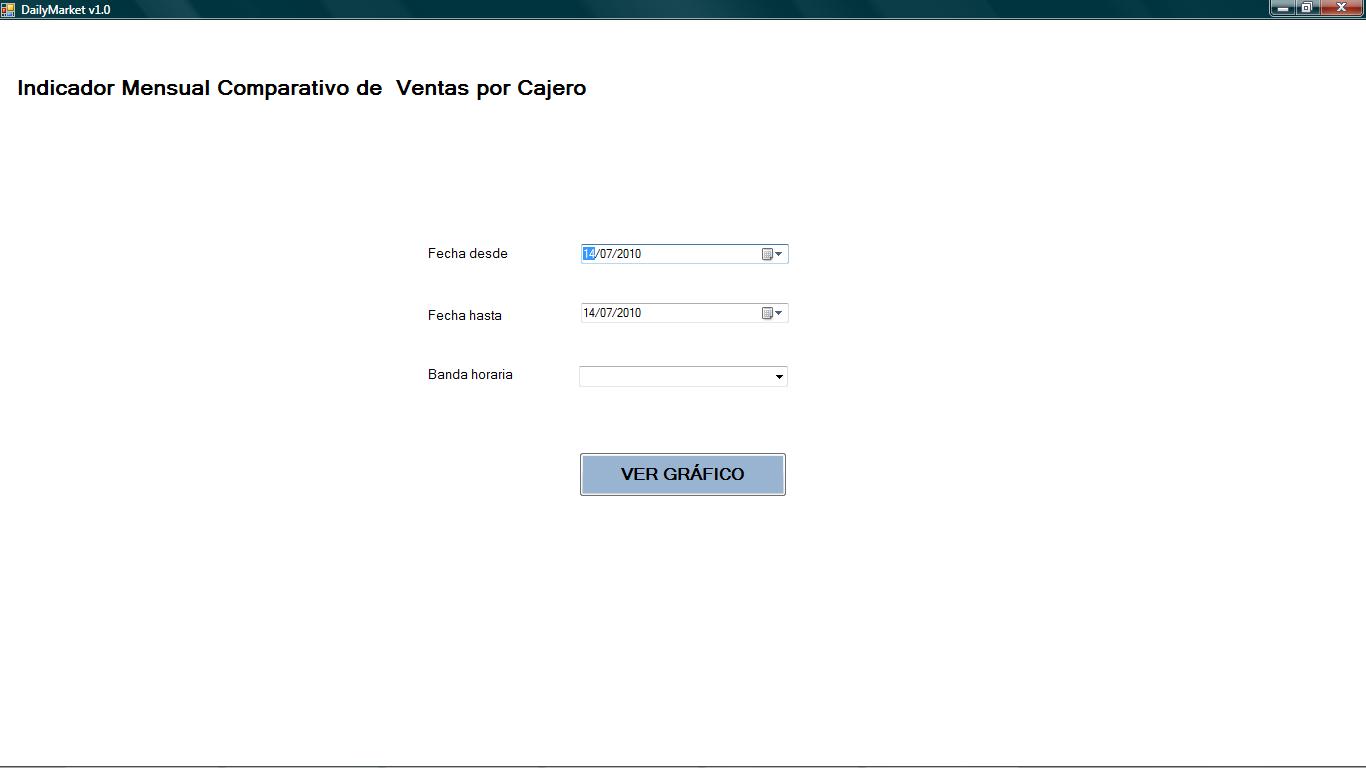 DailyMarket v1.0
Indicador Mensual Comparativo de  Ventas por Cajero
Fecha desde 14/07/2010
Fecha hasta 14/07/2010
Banda horaria
VER GRÁFICO